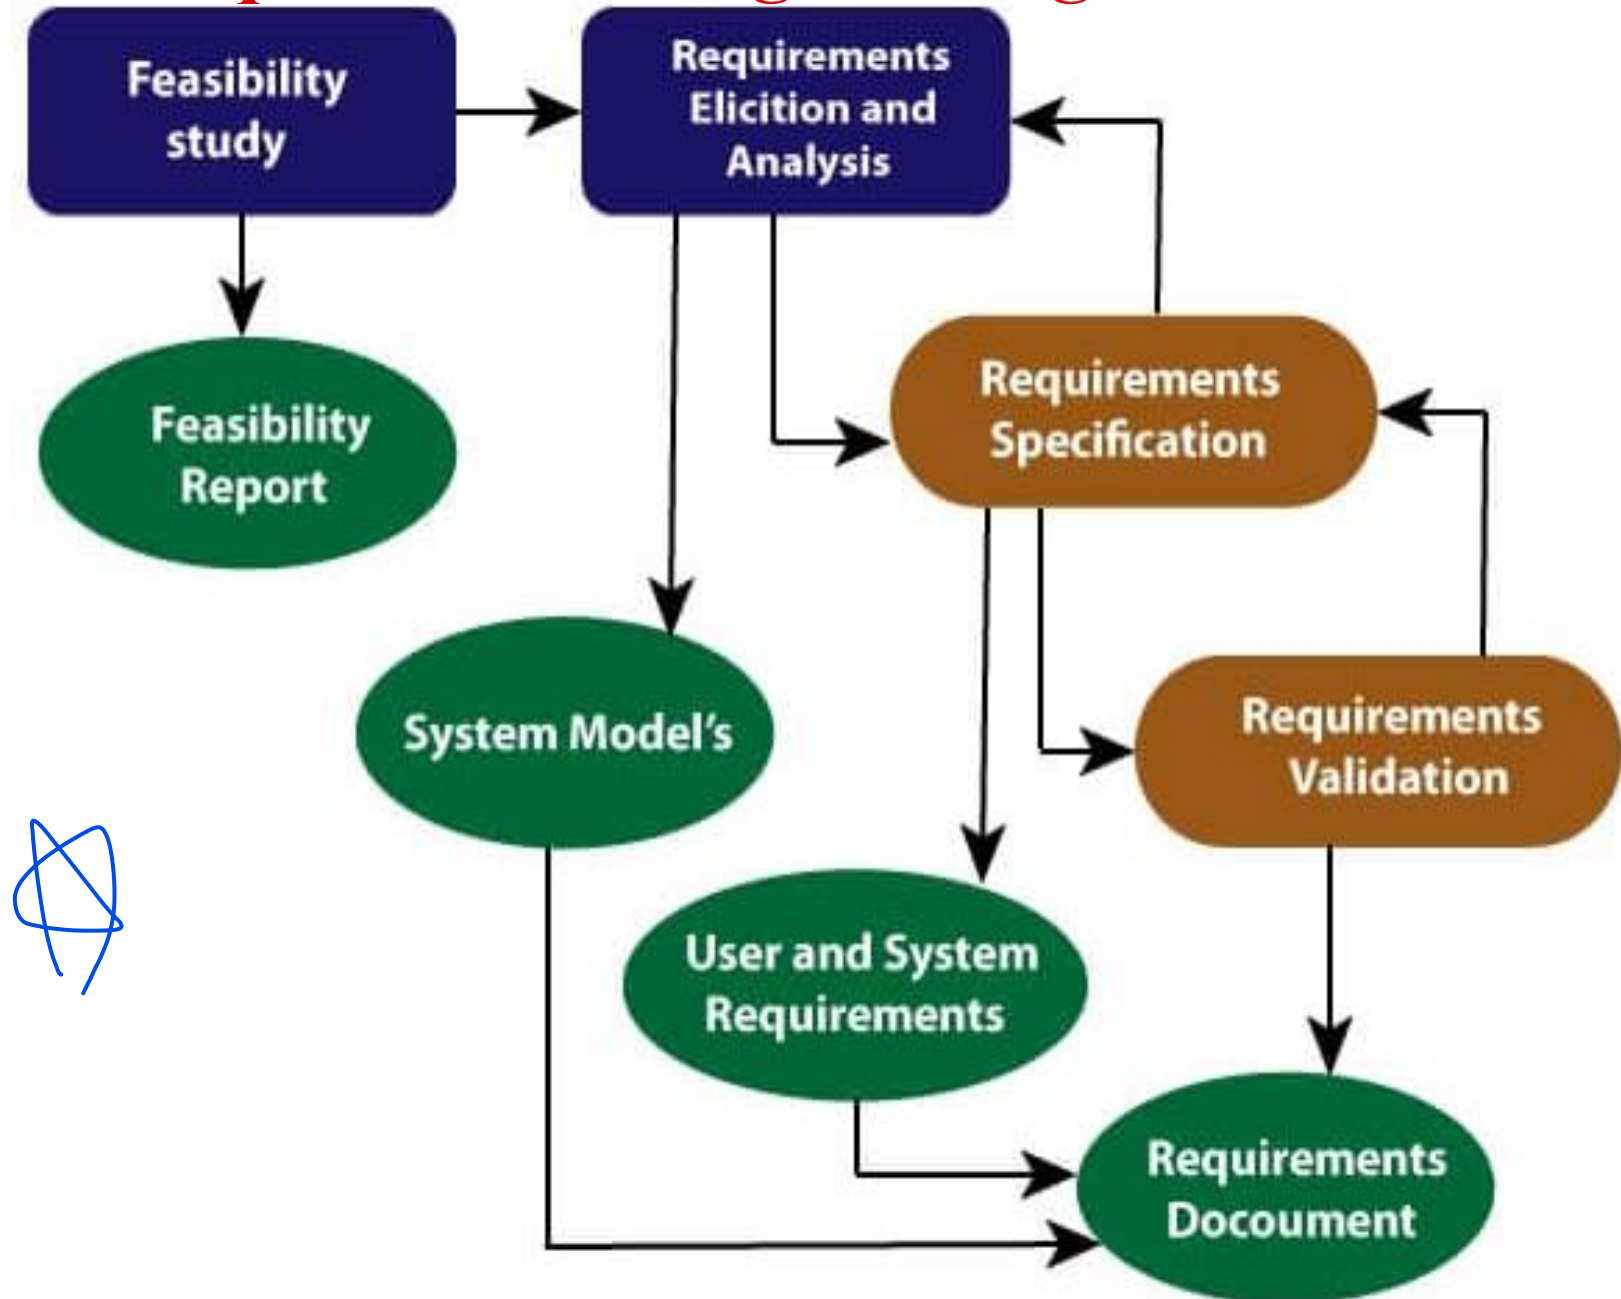 Feasibility
study
Requirements
Elicition and
Analysis
Requirements
Specification
Feasibility
Report
System Model's
Requirements
Validation
User and System
Requirements
Requirements
Docoument